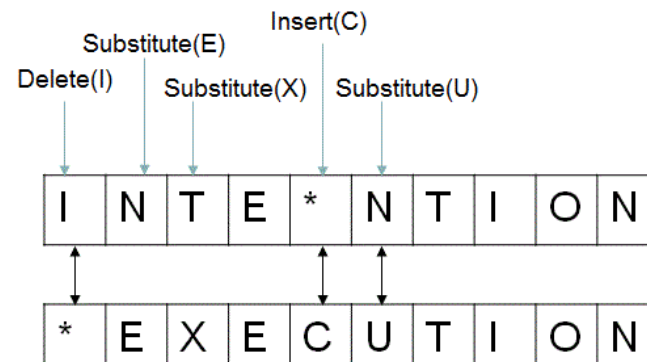 Insert(C)
Substitute(E)
Delete(I) Substitute(X) Substitute(U)
I N T E * N T I O N
* E X E C U T I O N